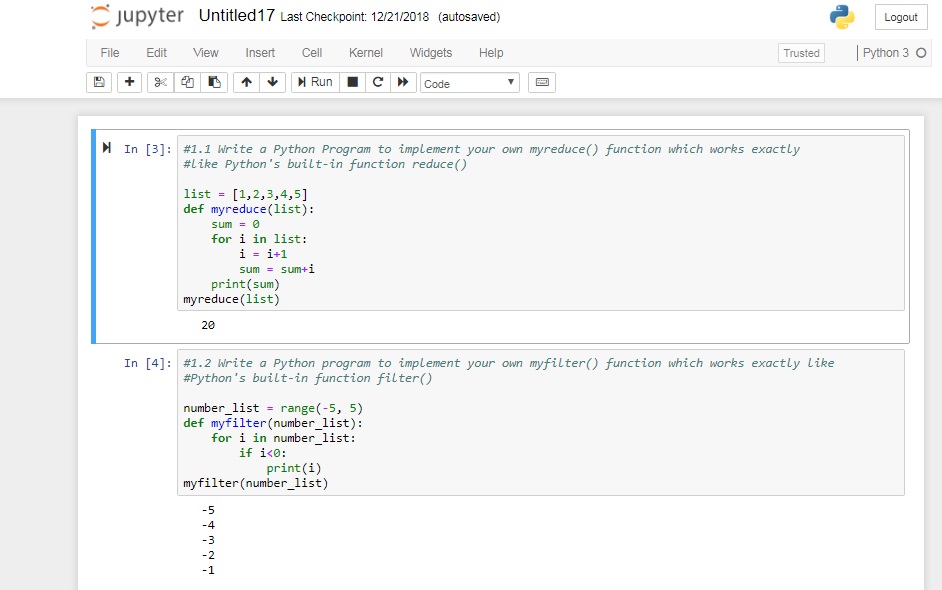 jupyter Untitled17 Last Checkpoint: 12/21/2018 (autosaved) Logout
File Edit View Insert Cell Kernel Widgets Help Trusted Python 3
Run Code
In [3]: #1.1 Write a Python Program to implement your own myreduce() function which works exactly
#like Python's built-in function reduce()
list = [1,2,3,4,5]
def myreduce(list):
    sum = 0
    for i in list:
        i = i+1
        sum = sum+i
    print(sum)
myreduce(list)
20
In [4]: #1.2 Write a Python program to implement your own myfilter() function which works exactly like
#Python's built-in function filter()
number_list = range(-5, 5)
def myfilter(number_list):
    for i in number_list:
        if i<0:
            print(i)
myfilter(number_list)
-5
-4
-3
-2
-1